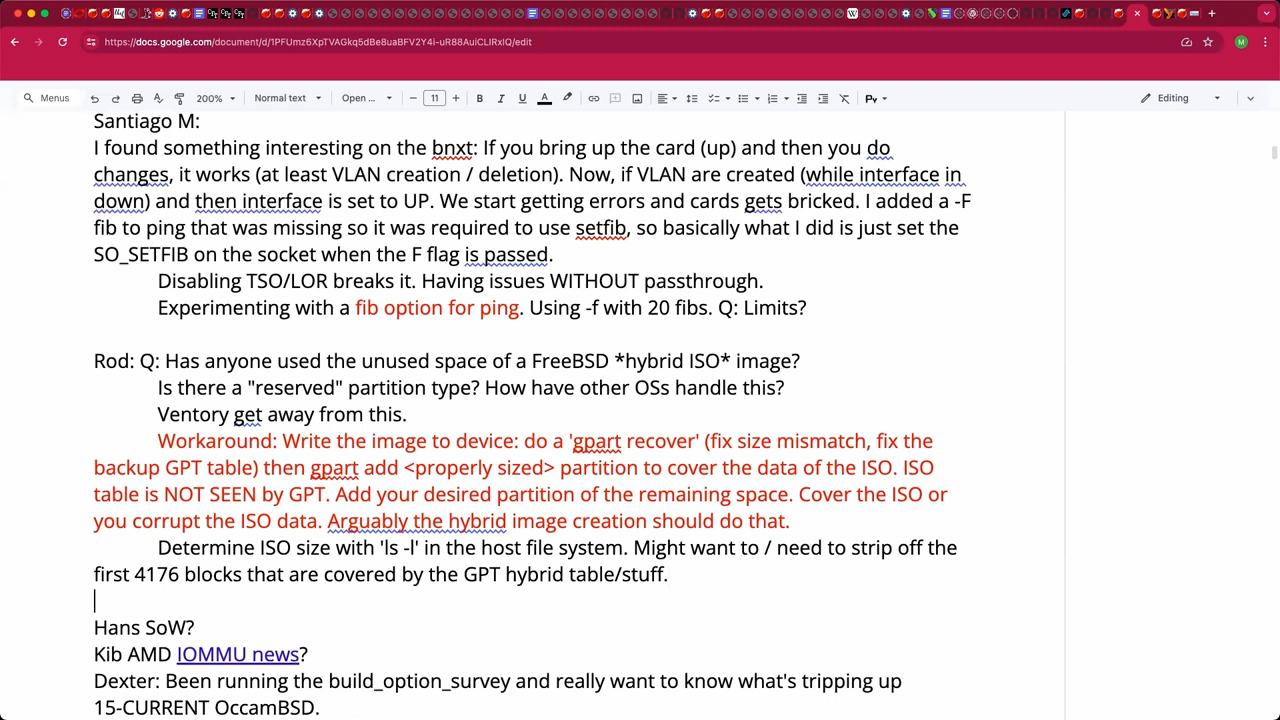 https://docs.google.com/document/d/1PFUmz6XpTVAGkq5dBe8uaBFV2Y4i-uR88AuiCLIRxIQ/edit
M
Menus
200%
Normal text
Open ...
11
B I U A
Editing
Santiago M:
I found something interesting on the bnxt: If you bring up the card (up) and then you do
changes, it works (at least VLAN creation / deletion). Now, if VLAN are created (while interface in
down) and then interface is set to UP. We start getting errors and cards gets bricked. I added a -F
fib to ping that was missing so it was required to use setfib, so basically what I did is just set the
SO_SETFIB on the socket when the F flag is passed.
Disabling TSO/LOR breaks it. Having issues WITHOUT passthrough.
Experimenting with a fib option for ping. Using -f with 20 fibs. Q: Limits?
Rod: Q: Has anyone used the unused space of a FreeBSD *hybrid ISO* image?
Is there a "reserved" partition type? How have other OSs handle this?
Ventory get away from this.
Workaround: Write the image to device: do a 'gpart recover' (fix size mismatch, fix the
backup GPT table) then gpart add <properly sized> partition to cover the data of the ISO. ISO
table is NOT SEEN by GPT. Add your desired partition of the remaining space. Cover the ISO or
you corrupt the ISO data. Arguably the hybrid image creation should do that.
Determine ISO size with 'ls -l' in the host file system. Might want to / need to strip off the
first 4176 blocks that are covered by the GPT hybrid table/stuff.
Hans SoW?
Kib AMD IOMMU news?
Dexter: Been running the build_option_survey and really want to know what's tripping up
15-CURRENT OccamBSD.